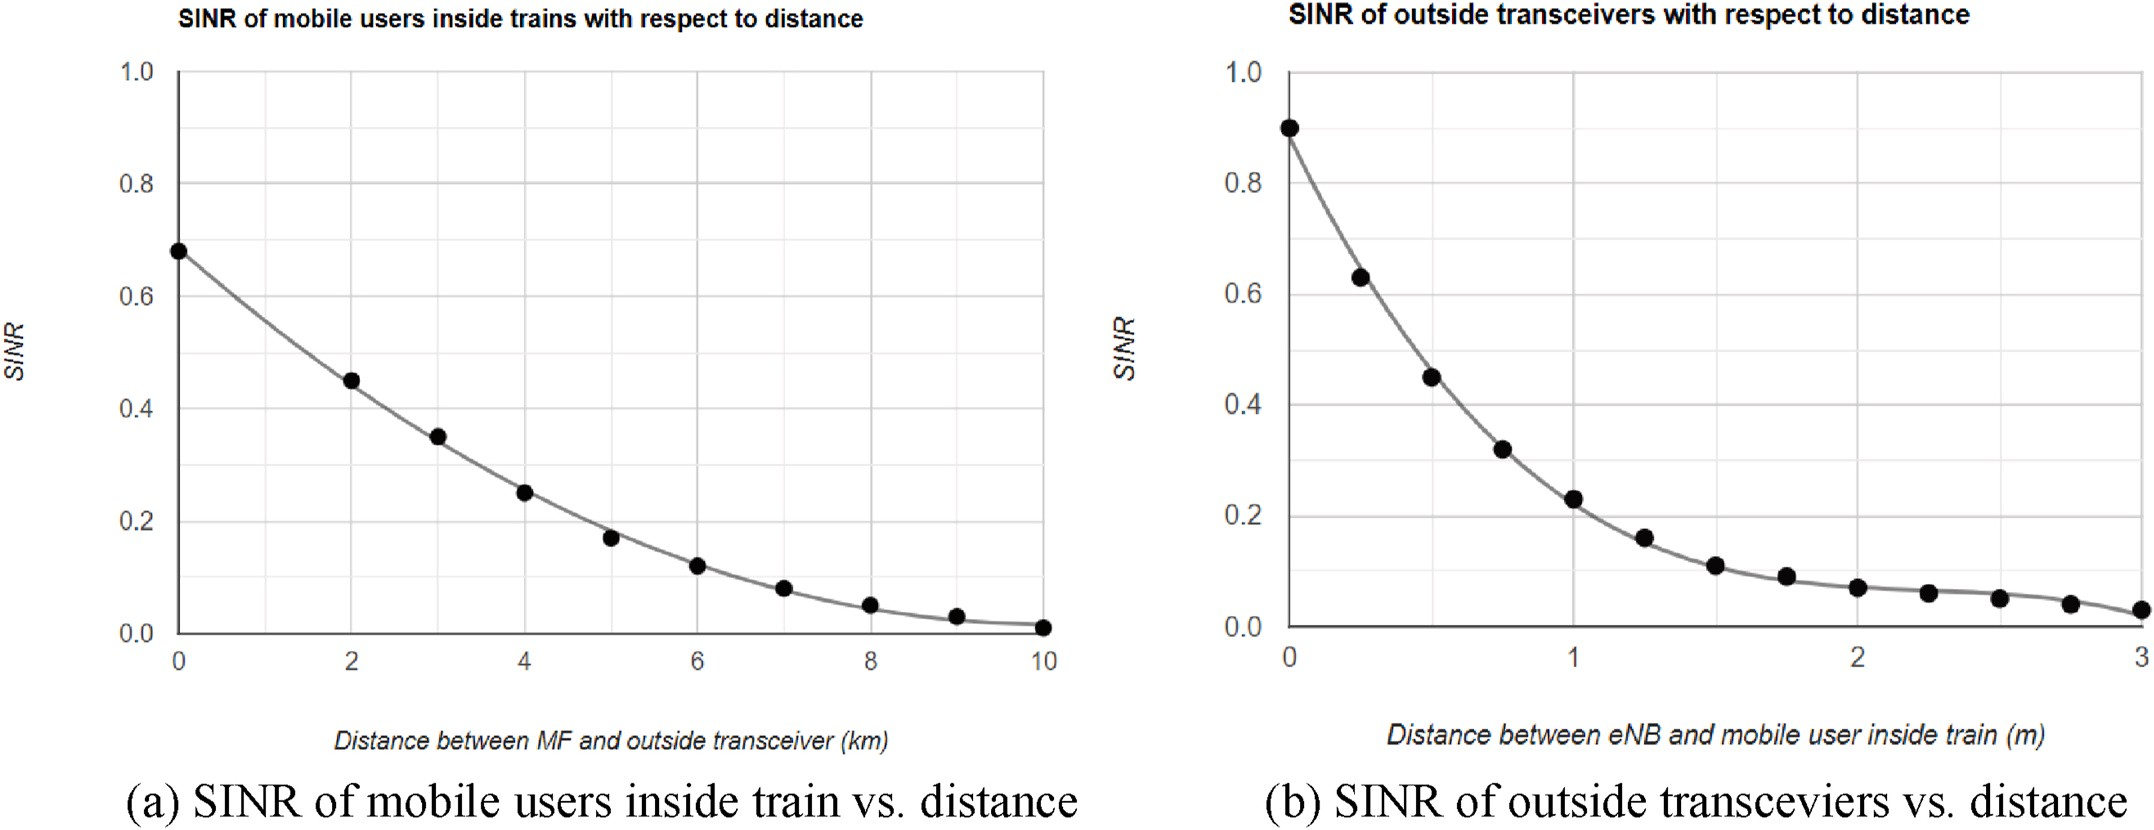 SINR of mobile users inside trains with respect to distance
1.0
0.8
0.6
0.4
0.2
0.0
SINR
0 2 4 6 8 10
Distance between MF and outside transceiver (km)
(a) SINR of mobile users inside train vs. distance
SINR of outside transceivers with respect to distance
1.0
0.8
0.6
0.4
0.2
0.0
SINR
0 1 2 3
Distance between eNB and mobile user inside train (m)
(b) SINR of outside transceviers vs. distance